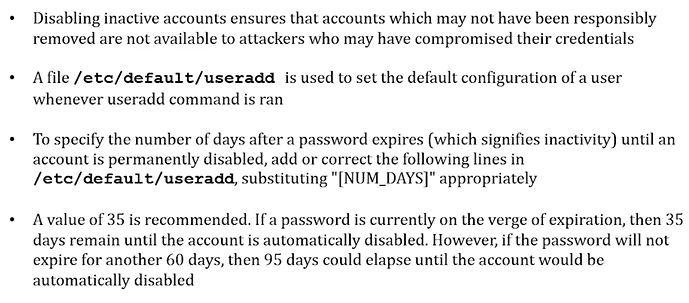 • Disabling inactive accounts ensures that accounts which may not have been responsibly
removed are not available to attackers who may have compromised their credentials
• A file /etc/default/useradd is used to set the default configuration of a user
whenever useradd command is ran
• To specify the number of days after a password expires (which signifies inactivity) until an
account is permanently disabled, add or correct the following lines in
/etc/default/useradd, substituting "[NUM_DAYS]" appropriately
• A value of 35 is recommended. If a password is currently on the verge of expiration, then 35
days remain until the account is automatically disabled. However, if the password will not
expire for another 60 days, then 95 days could elapse until the account would be
automatically disabled